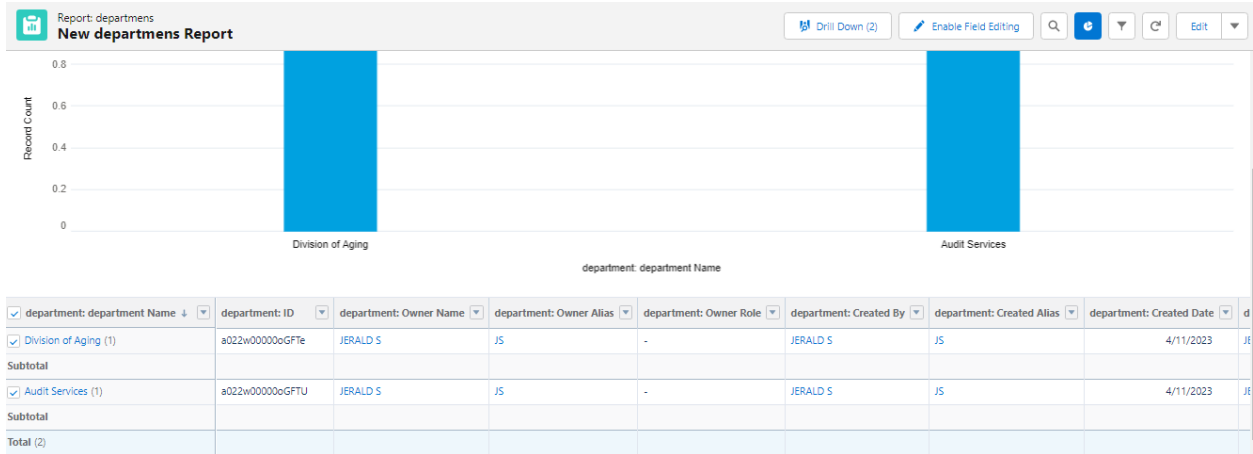 Report: departmens
New departmens Report
Drill Down (2)
Enable Field Editing
Edit
Record Count
0.8
0.6
0.4
0.2
0
Division of Aging Audit Services
department: department Name
department: department Name ↓ department: ID department: Owner Name department: Owner Alias department: Owner Role department: Created By department: Created Alias department: Created Date d
Division of Aging (1) a022w00000oGFTe JERALD S JS - JERALD S JS 4/11/2023
Subtotal
Audit Services (1) a022w00000oGFTU JERALD S JS - JERALD S JS 4/11/2023
Subtotal
Total (2)